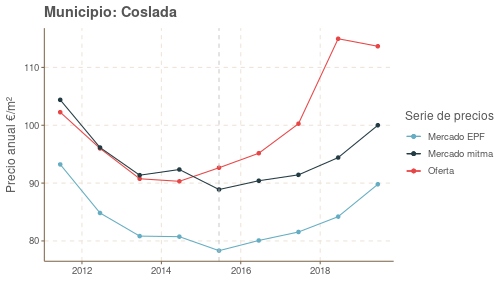 Municipio: Coslada
Precio anual €/m²
110
100
90
80
2012
2014
2016
2018
Serie de precios
Mercado EPF
Mercado mitma
Oferta